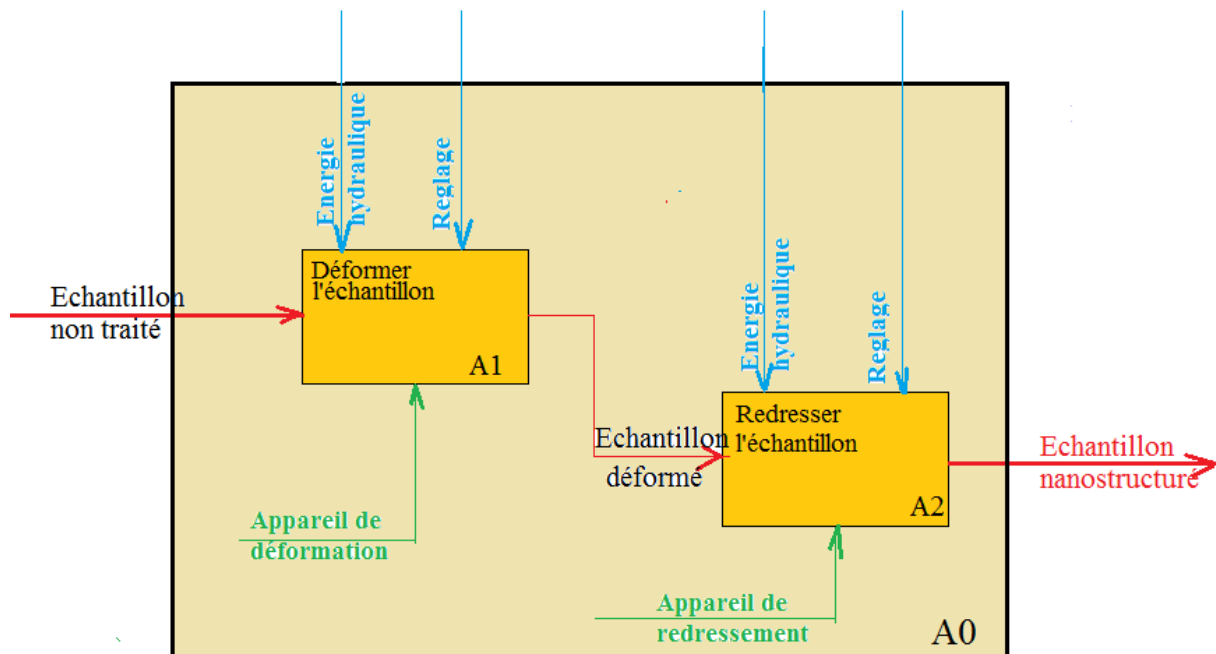 Energie
hydraulique
Reglage
Déformer
l'échantillon
A1
Echantillon
non traité
Appareil de
déformation
Energie
hydraulique
Reglage
Redresser
l'échantillon
A2
Echantillon
déformé
Echantillon
nanostructuré
Appareil de
redressement
A0